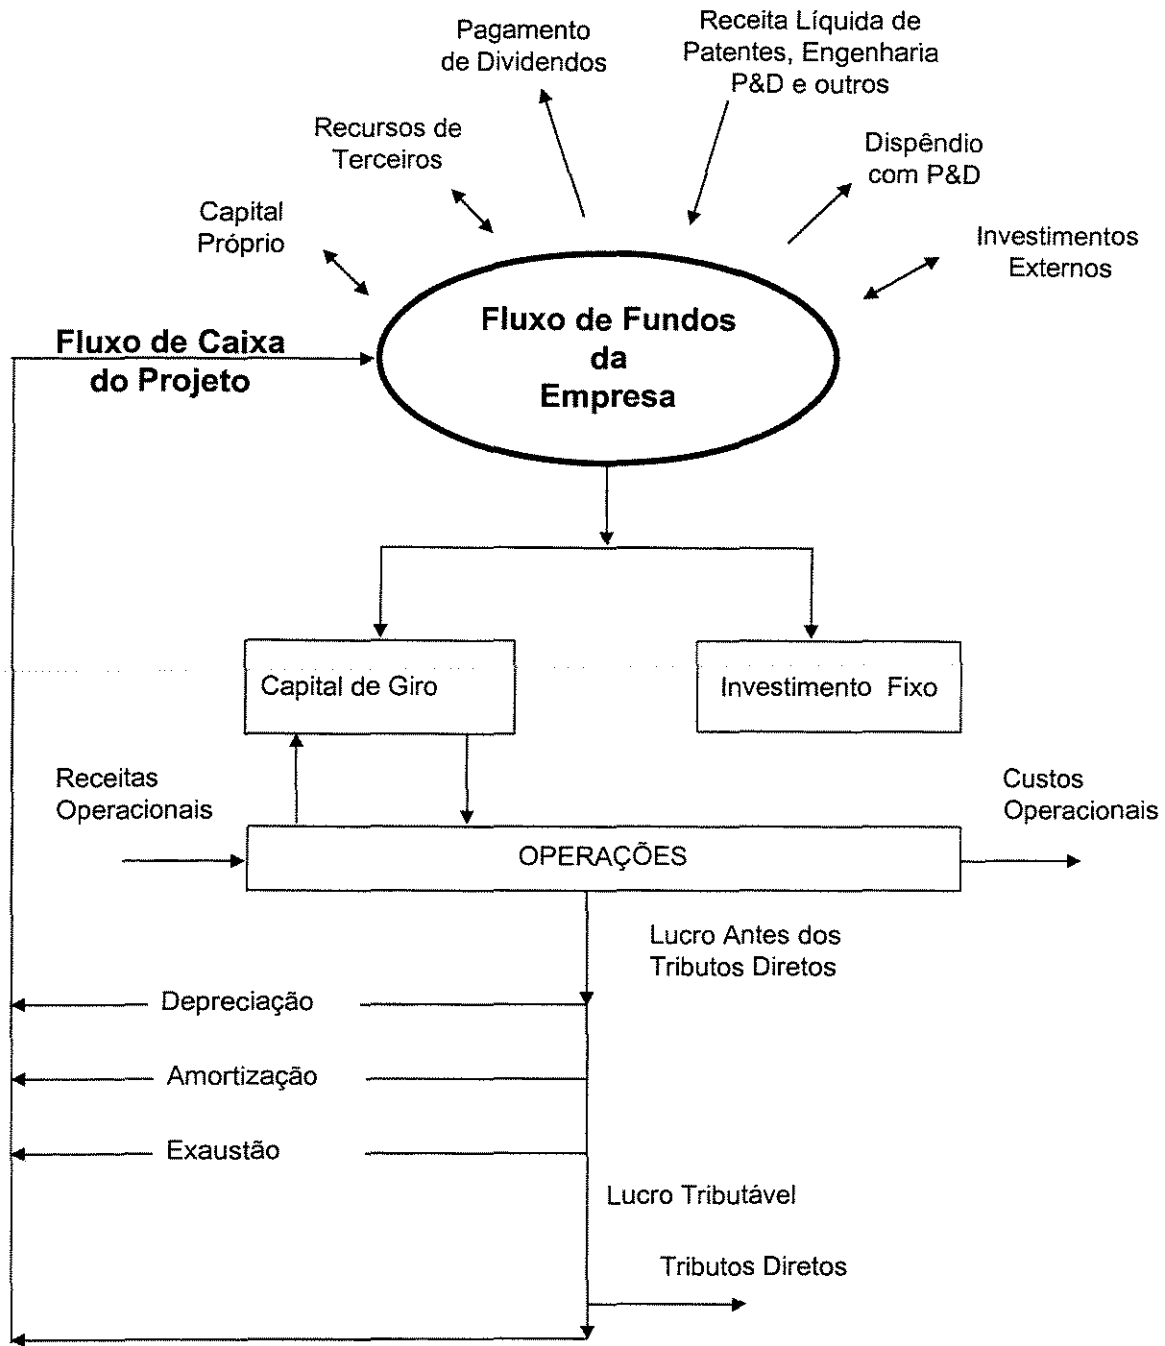 Pagamento
de Dividendos
Receita Líquida de
Patentes, Engenharia
P&D e outros
Recursos de
Terceiros
Dispêndio
com P&D
Capital
Próprio
Investimentos
Externos
Fluxo de Fundos
da
Empresa
Fluxo de Caixa
do Projeto
Capital de Giro
Investimento Fixo
Receitas
Operacionais
Custos
Operacionais
OPERAÇÕES
Lucro Antes dos
Tributos Diretos
Depreciação
Amortização
Exaustão
Lucro Tributável
Tributos Diretos